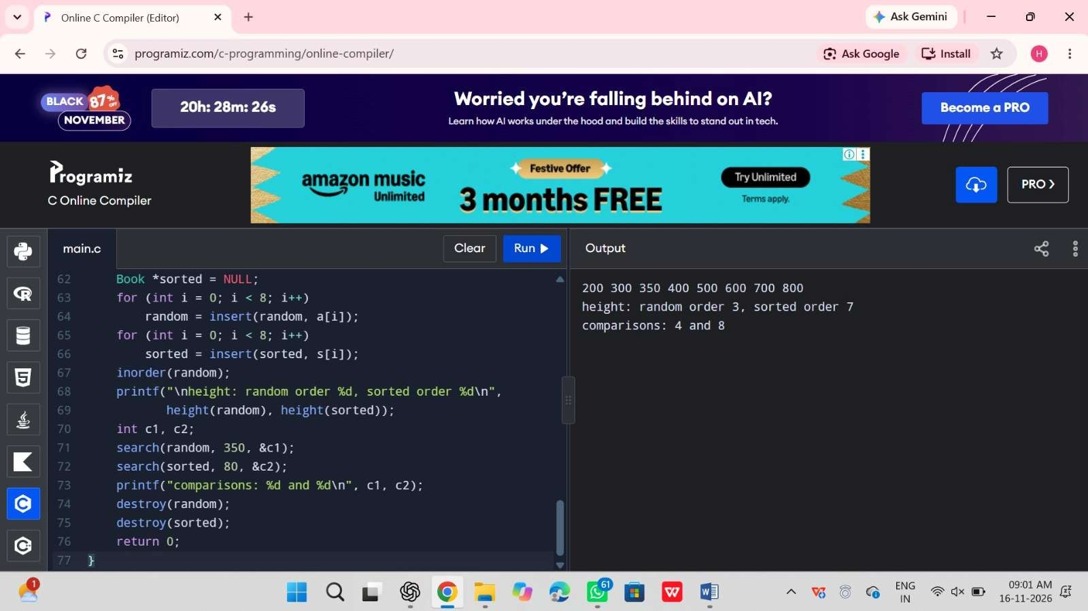 Online C Compiler (Editor)
Ask Gemini
programiz.com/c-programming/online-compiler/
Ask Google
Install
H
BLACK 87%
NOVEMBER
20h: 28m: 26s
Worried you're falling behind on AI?
Learn how AI works under the hood and build the skills to stand out in tech.
Become a PRO
Programiz
C Online Compiler
amazon music
Unlimited
Festive Offer
3 months FREE
Try Unlimited
Terms apply.
PRO
main.c
Clear
Run
Output
62 Book *sorted = NULL;
63 for (int i = 0; i < 8; i++)
64 random = insert(random, a[i]);
65 for (int i = 0; i < 8; i++)
66 sorted = insert(sorted, s[i]);
67 inorder(random);
68 printf("\nheight: random order %d, sorted order %d\n",
69 height(random), height(sorted));
70 int c1, c2;
71 search(random, 350, &c1);
72 search(sorted, 80, &c2);
73 printf("comparisons: %d and %d\n", c1, c2);
74 destroy(random);
75 destroy(sorted);
76 return 0;
77 }
200 300 350 400 500 600 700 800
height: random order 3, sorted order 7
comparisons: 4 and 8
1
61
ENG
IN
09:01 AM
16-11-2026